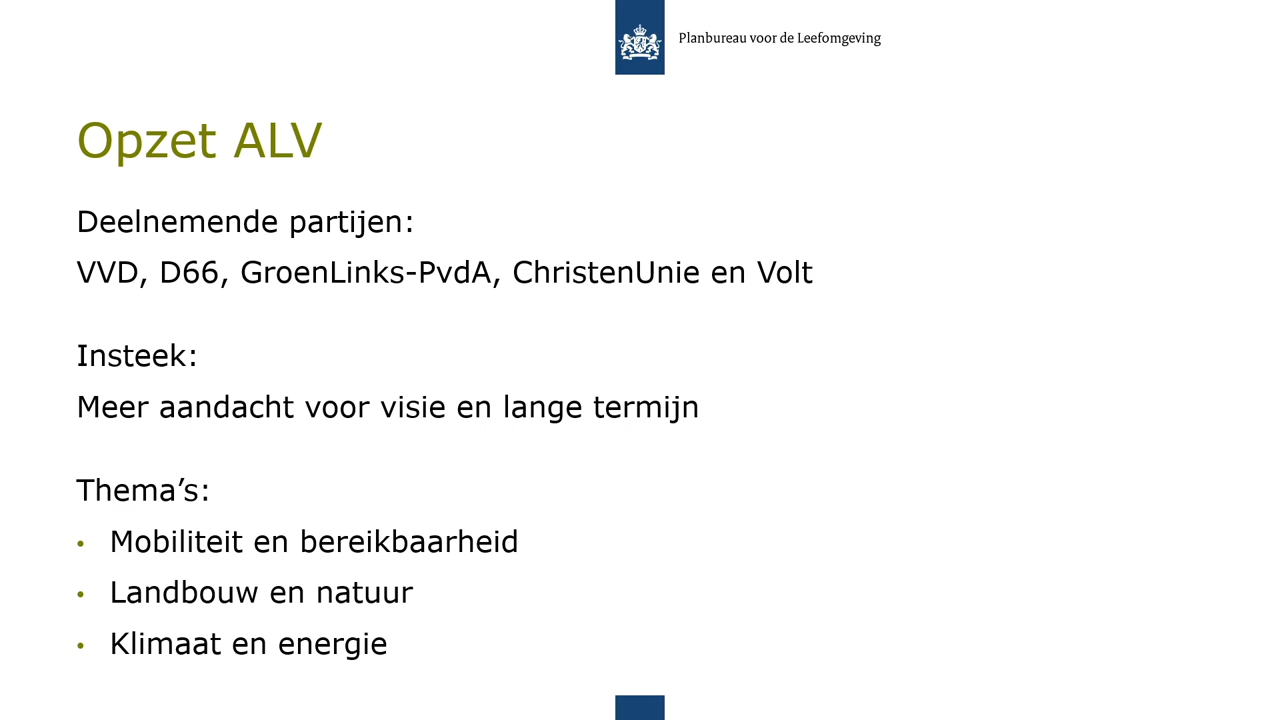 Planbureau voor de Leefomgeving
Opzet ALV
Deelnemende partijen:
VVD, D66, GroenLinks-PvdA, ChristenUnie en Volt
Insteek:
Meer aandacht voor visie en lange termijn
Thema’s:
• Mobiliteit en bereikbaarheid
• Landbouw en natuur
• Klimaat en energie